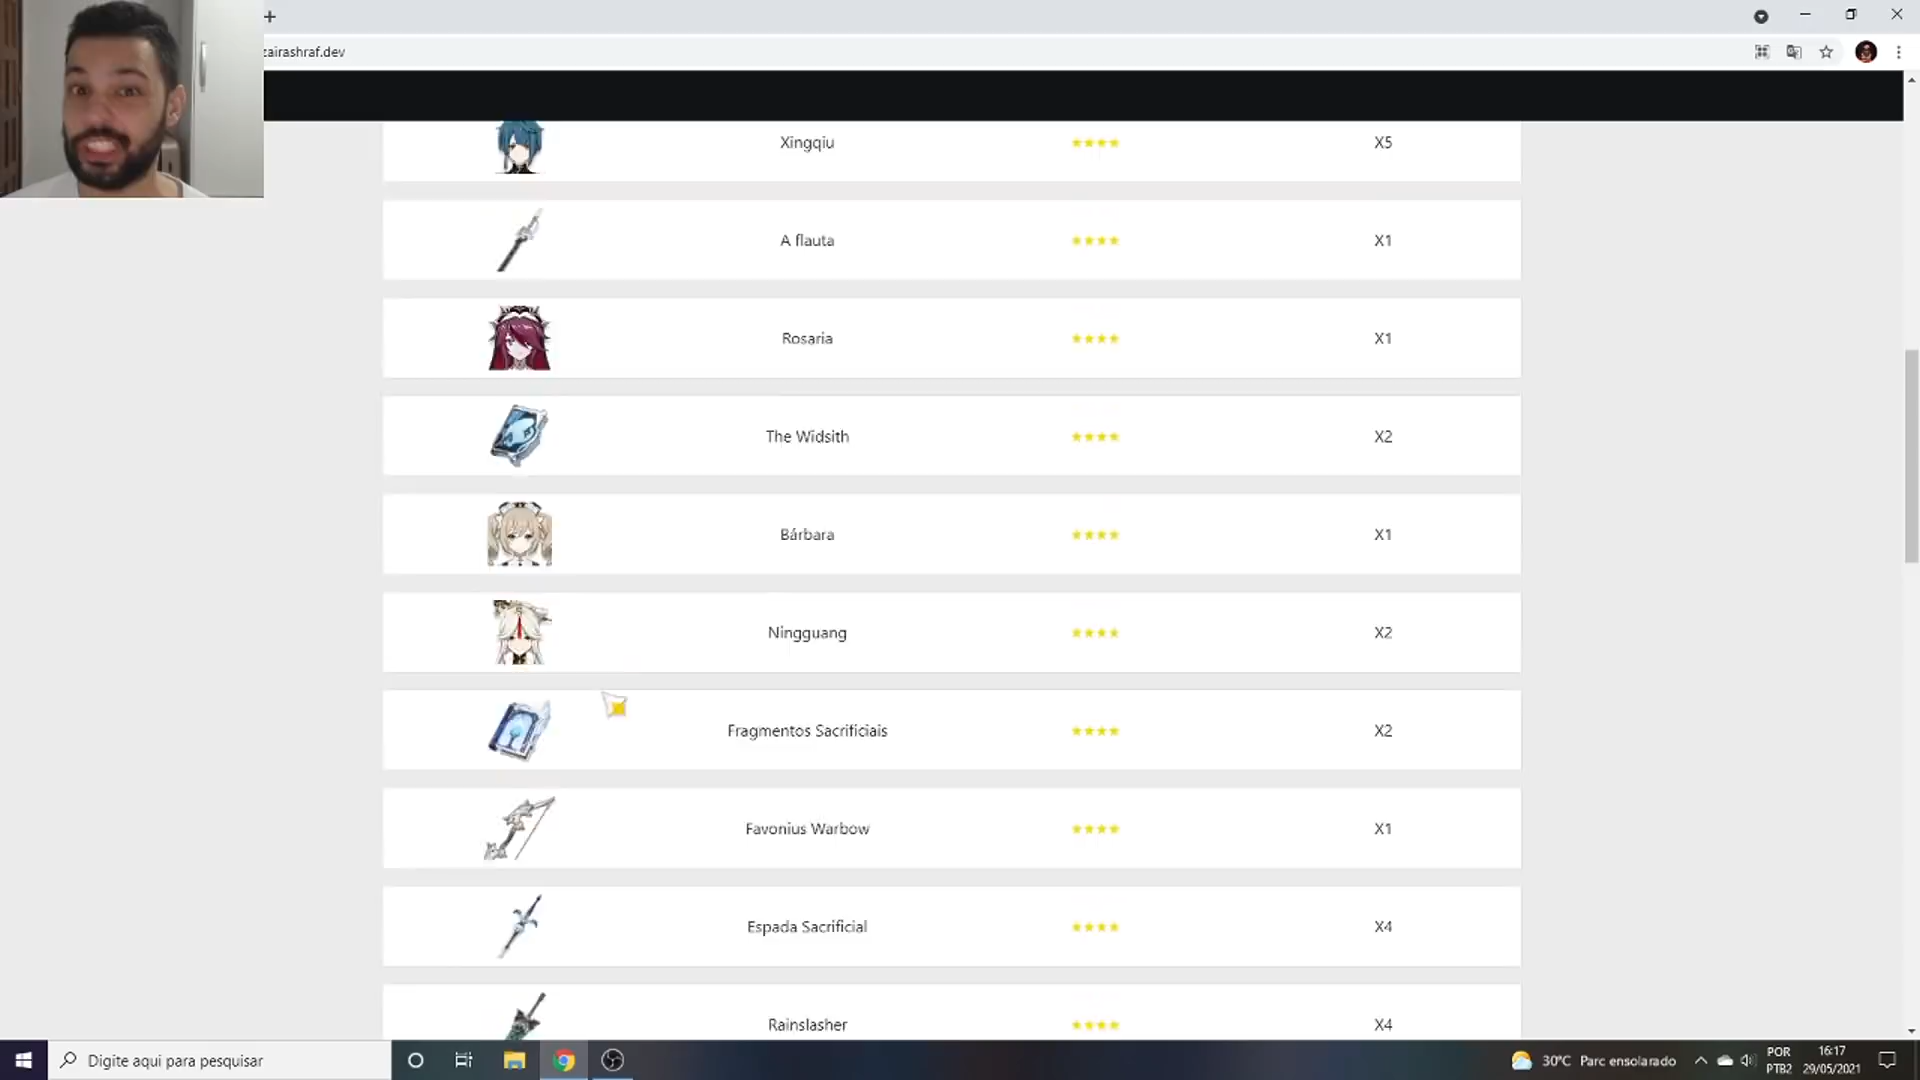 zairashraf.dev
Xingqiu ★★★★ X5
A flauta ★★★★ X1
Rosaria ★★★★ X1
The Widsith ★★★★ X2
Bárbara ★★★★ X1
Ningguang ★★★★ X2
Fragmentos Sacrificiais ★★★★ X2
Favonius Warbow ★★★★ X1
Espada Sacrificial ★★★★ X4
Rainslasher ★★★★ X4
Digite aqui para pesquisar
30°C Parc ensolarado
POR
PTB2
16:17
29/05/2021